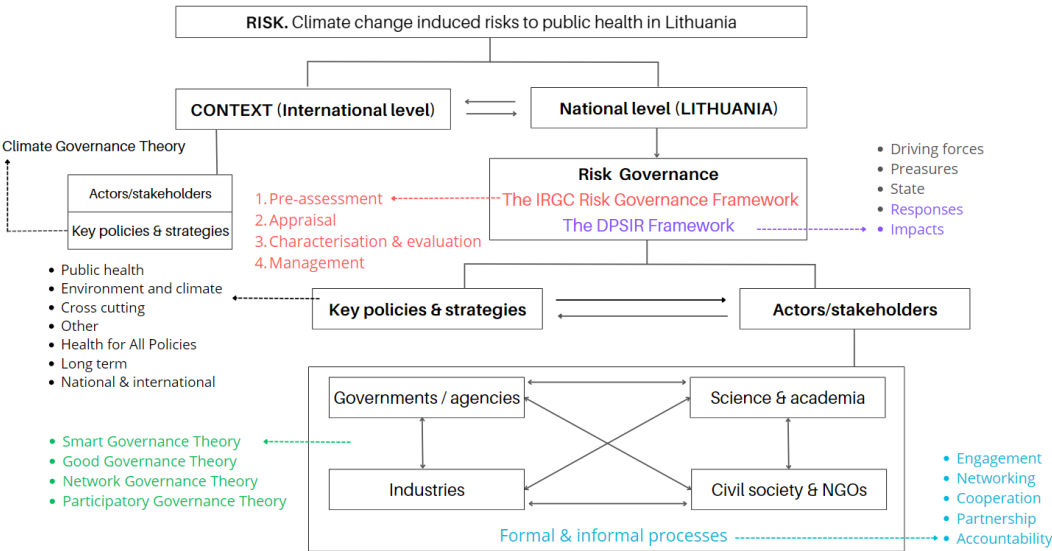 RISK. Climate change induced risks to public health in Lithuania
CONTEXT (International level)
National level (LITHUANIA)
Climate Governance Theory
Actors/stakeholders
Key policies & strategies
Risk Governance
The IRGC Risk Governance Framework
The DPSIR Framework
1. Pre-assessment
2. Appraisal
3. Characterisation & evaluation
4. Management
• Driving forces
• Preasures
• State
• Responses
• Impacts
• Public health
• Environment and climate
• Cross cutting
• Other
• Health for All Policies
• Long term
• National & international
Key policies & strategies
Actors/stakeholders
Governments / agencies
Science & academia
Industries
Civil society & NGOs
Formal & informal processes
• Smart Governance Theory
• Good Governance Theory
• Network Governance Theory
• Participatory Governance Theory
• Engagement
• Networking
• Cooperation
• Partnership
• Accountability